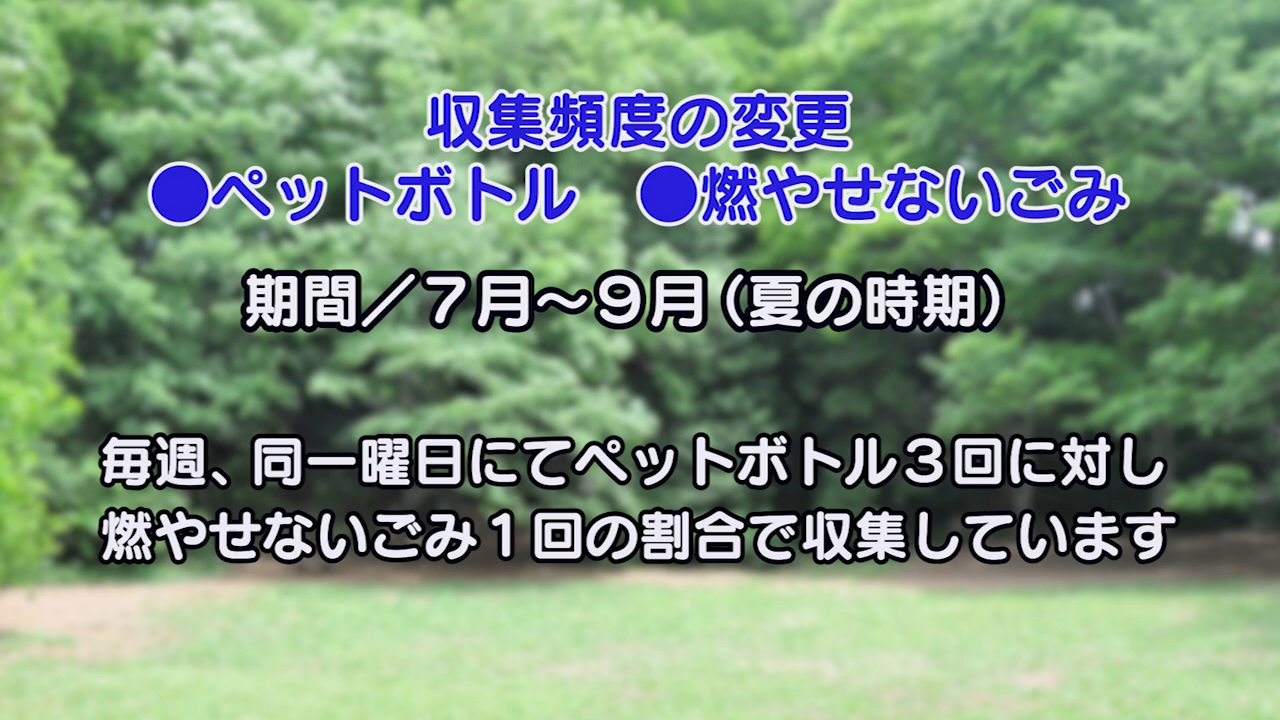 収集頻度の変更
●ペットボトル　●燃やせないごみ
期間／７月～９月（夏の時期）
毎週、同一曜日にてペットボトル３回に対し
燃やせないごみ１回の割合で収集しています